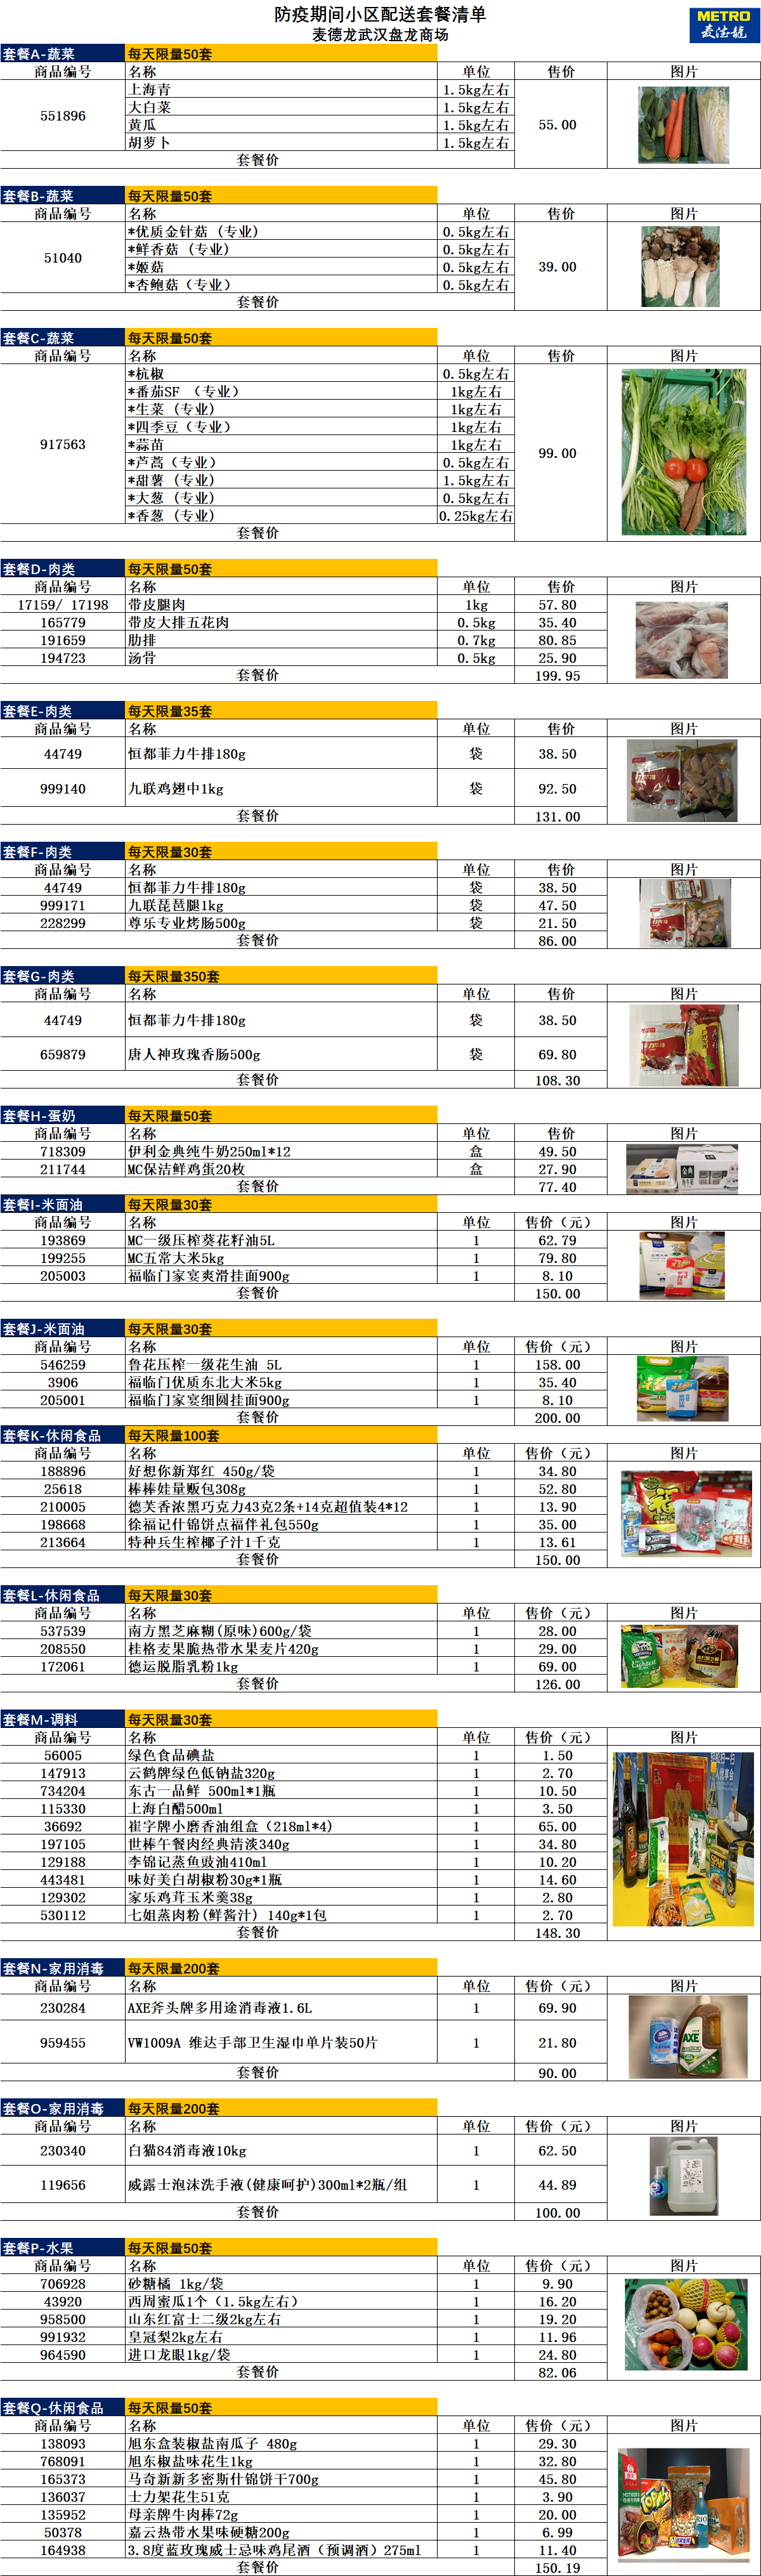 防疫期间小区配送套餐清单
麦德龙武汉盘龙商场
METRO
麦德龙
套餐A-蔬菜 每天限量50套
商品编号 名称 单位 售价 图片
551896 上海青 1.5kg左右 55.00
大白菜 1.5kg左右
黄瓜 1.5kg左右
胡萝卜 1.5kg左右
套餐价
套餐B-蔬菜 每天限量50套
商品编号 名称 单位 售价 图片
51040 *优质金针菇（专业） 0.5kg左右 39.00
*鲜香菇（专业） 0.5kg左右
*姬菇 0.5kg左右
*杏鲍菇（专业） 0.5kg左右
套餐价
套餐C-蔬菜 每天限量50套
商品编号 名称 单位 售价 图片
917563 *杭椒 0.5kg左右 99.00
*番茄SF （专业） 1kg左右
*生菜（专业） 1kg左右
*四季豆（专业） 1kg左右
*蒜苗 1kg左右
*芦蒿（专业） 0.5kg左右
*甜薯（专业） 1.5kg左右
*大葱（专业） 0.5kg左右
*香葱（专业） 0.25kg左右
套餐价
套餐D-肉类 每天限量50套
商品编号 名称 单位 售价 图片
17159/ 17198 带皮腿肉 1kg 57.80
165779 带皮大排五花肉 0.5kg 35.40
191659 肋排 0.7kg 80.85
194723 汤骨 0.5kg 25.90
套餐价 199.95
套餐E-肉类 每天限量35套
商品编号 名称 单位 售价 图片
44749 恒都菲力牛排180g 袋 38.50
999140 九联鸡翅中1kg 袋 92.50
套餐价 131.00
套餐F-肉类 每天限量30套
商品编号 名称 单位 售价 图片
44749 恒都菲力牛排180g 袋 38.50
999171 九联琵琶腿1kg 袋 47.50
228299 尊乐专业烤肠500g 袋 21.50
套餐价 86.00
套餐G-肉类 每天限量350套
商品编号 名称 单位 售价 图片
44749 恒都菲力牛排180g 袋 38.50
659879 唐人神玫瑰香肠500g 袋 69.80
套餐价 108.30
套餐H-蛋奶 每天限量50套
商品编号 名称 单位 售价 图片
718309 伊利金典纯牛奶250ml*12 盒 49.50
211744 MC保洁鲜鸡蛋20枚 盒 27.90
套餐价 77.40
套餐I-米面油 每天限量30套
商品编号 名称 单位 售价（元） 图片
193869 MC一级压榨葵花籽油5L 1 62.79
199255 MC五常大米5kg 1 79.80
205003 福临门家宴爽滑挂面900g 1 8.10
套餐价 150.00
套餐J-米面油 每天限量30套
商品编号 名称 单位 售价（元） 图片
546259 鲁花压榨一级花生油 5L 1 158.00
3906 福临门优质东北大米5kg 1 35.40
205001 福临门家宴细圆挂面900g 1 8.10
套餐价 200.00
套餐K-休闲食品 每天限量100套
商品编号 名称 单位 售价（元） 图片
188896 好想你新郑红 450g/袋 1 34.80
25618 棒棒娃量贩包308g 1 52.80
210005 德芙香浓黑巧克力43克2条+14克超值装4*12 1 13.90
198668 徐福记什锦饼点福伴礼包550g 1 35.00
213664 特种兵生榨椰子汁1千克 1 13.61
套餐价 150.00
套餐L-休闲食品 每天限量30套
商品编号 名称 单位 售价（元） 图片
537539 南方黑芝麻糊(原味)600g/袋 1 28.00
208550 桂格麦果脆热带水果麦片420g 1 29.00
172061 德运脱脂乳粉1kg 1 69.00
套餐价 126.00
套餐M-调料 每天限量30套
商品编号 名称 单位 售价（元） 图片
56005 绿色食品碘盐 1 1.50
147913 云鹤牌绿色低钠盐320g 1 2.70
734204 东古一品鲜 500ml*1瓶 1 10.50
115330 上海白醋500ml 1 3.50
36692 崔字牌小磨香油组盒（218ml*4） 1 65.00
197105 世棒午餐肉经典清淡340g 1 34.80
129188 李锦记蒸鱼豉油410ml 1 10.20
443481 味好美白胡椒粉30g*1瓶 1 14.60
129302 家乐鸡茸玉米羹38g 1 2.80
530112 七姐蒸肉粉(鲜酱汁) 140g*1包 1 2.70
套餐价 148.30
套餐N-家用消毒 每天限量200套
商品编号 名称 单位 售价（元） 图片
230284 AXE斧头牌多用途消毒液1.6L 1 69.90
959455 VW1009A 维达手部卫生湿巾单片装50片 1 21.80
套餐价 90.00
AXE
套餐O-家用消毒 每天限量200套
商品编号 名称 单位 售价（元） 图片
230340 白猫84消毒液10kg 1 62.50
119656 威露士泡沫洗手液(健康呵护)300ml*2瓶/组 1 44.89
套餐价 100.00
套餐P-水果 每天限量50套
商品编号 名称 单位 售价（元） 图片
706928 砂糖橘 1kg/袋 1 9.90
43920 西周蜜瓜1个（1.5kg左右） 1 16.20
958500 山东红富士二级2kg左右 1 19.20
991932 皇冠梨2kg左右 1 11.96
964590 进口龙眼1kg/袋 1 24.80
套餐价 82.06
套餐Q-休闲食品 每天限量50套
商品编号 名称 单位 售价（元） 图片
138093 旭东盒装椒盐南瓜子 480g 1 29.30
768091 旭东椒盐味花生1kg 1 32.80
165373 马奇新新多密斯什锦饼干700g 1 45.80
136037 士力架花生51克 1 3.90
135952 母亲牌牛肉棒72g 1 20.00
50378 嘉云热带水果味硬糖200g 1 6.99
164938 3.8度蓝玫瑰威士忌味鸡尾酒（预调酒）275ml 1 11.40
套餐价 150.19